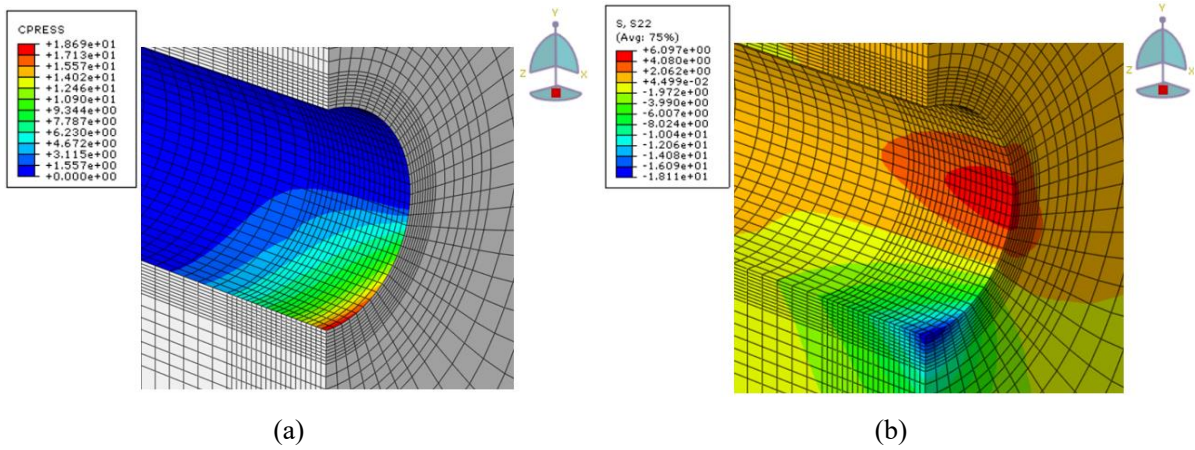 CPRESS
+1.869e+01
+1.713e+01
+1.557e+01
+1.402e+01
+1.246e+01
+1.090e+01
+9.344e+00
+7.787e+00
+6.230e+00
+4.672e+00
+3.115e+00
+1.557e+00
+0.000e+00
Y
Z
X
S, S22
(Avg: 75%)
+6.097e+00
+4.080e+00
+2.062e+00
+4.499e-02
-1.972e+00
-3.990e+00
-6.007e+00
-8.024e+00
-1.004e+01
-1.206e+01
-1.408e+01
-1.609e+01
-1.811e+01
Y
Z
X
(a)
(b)